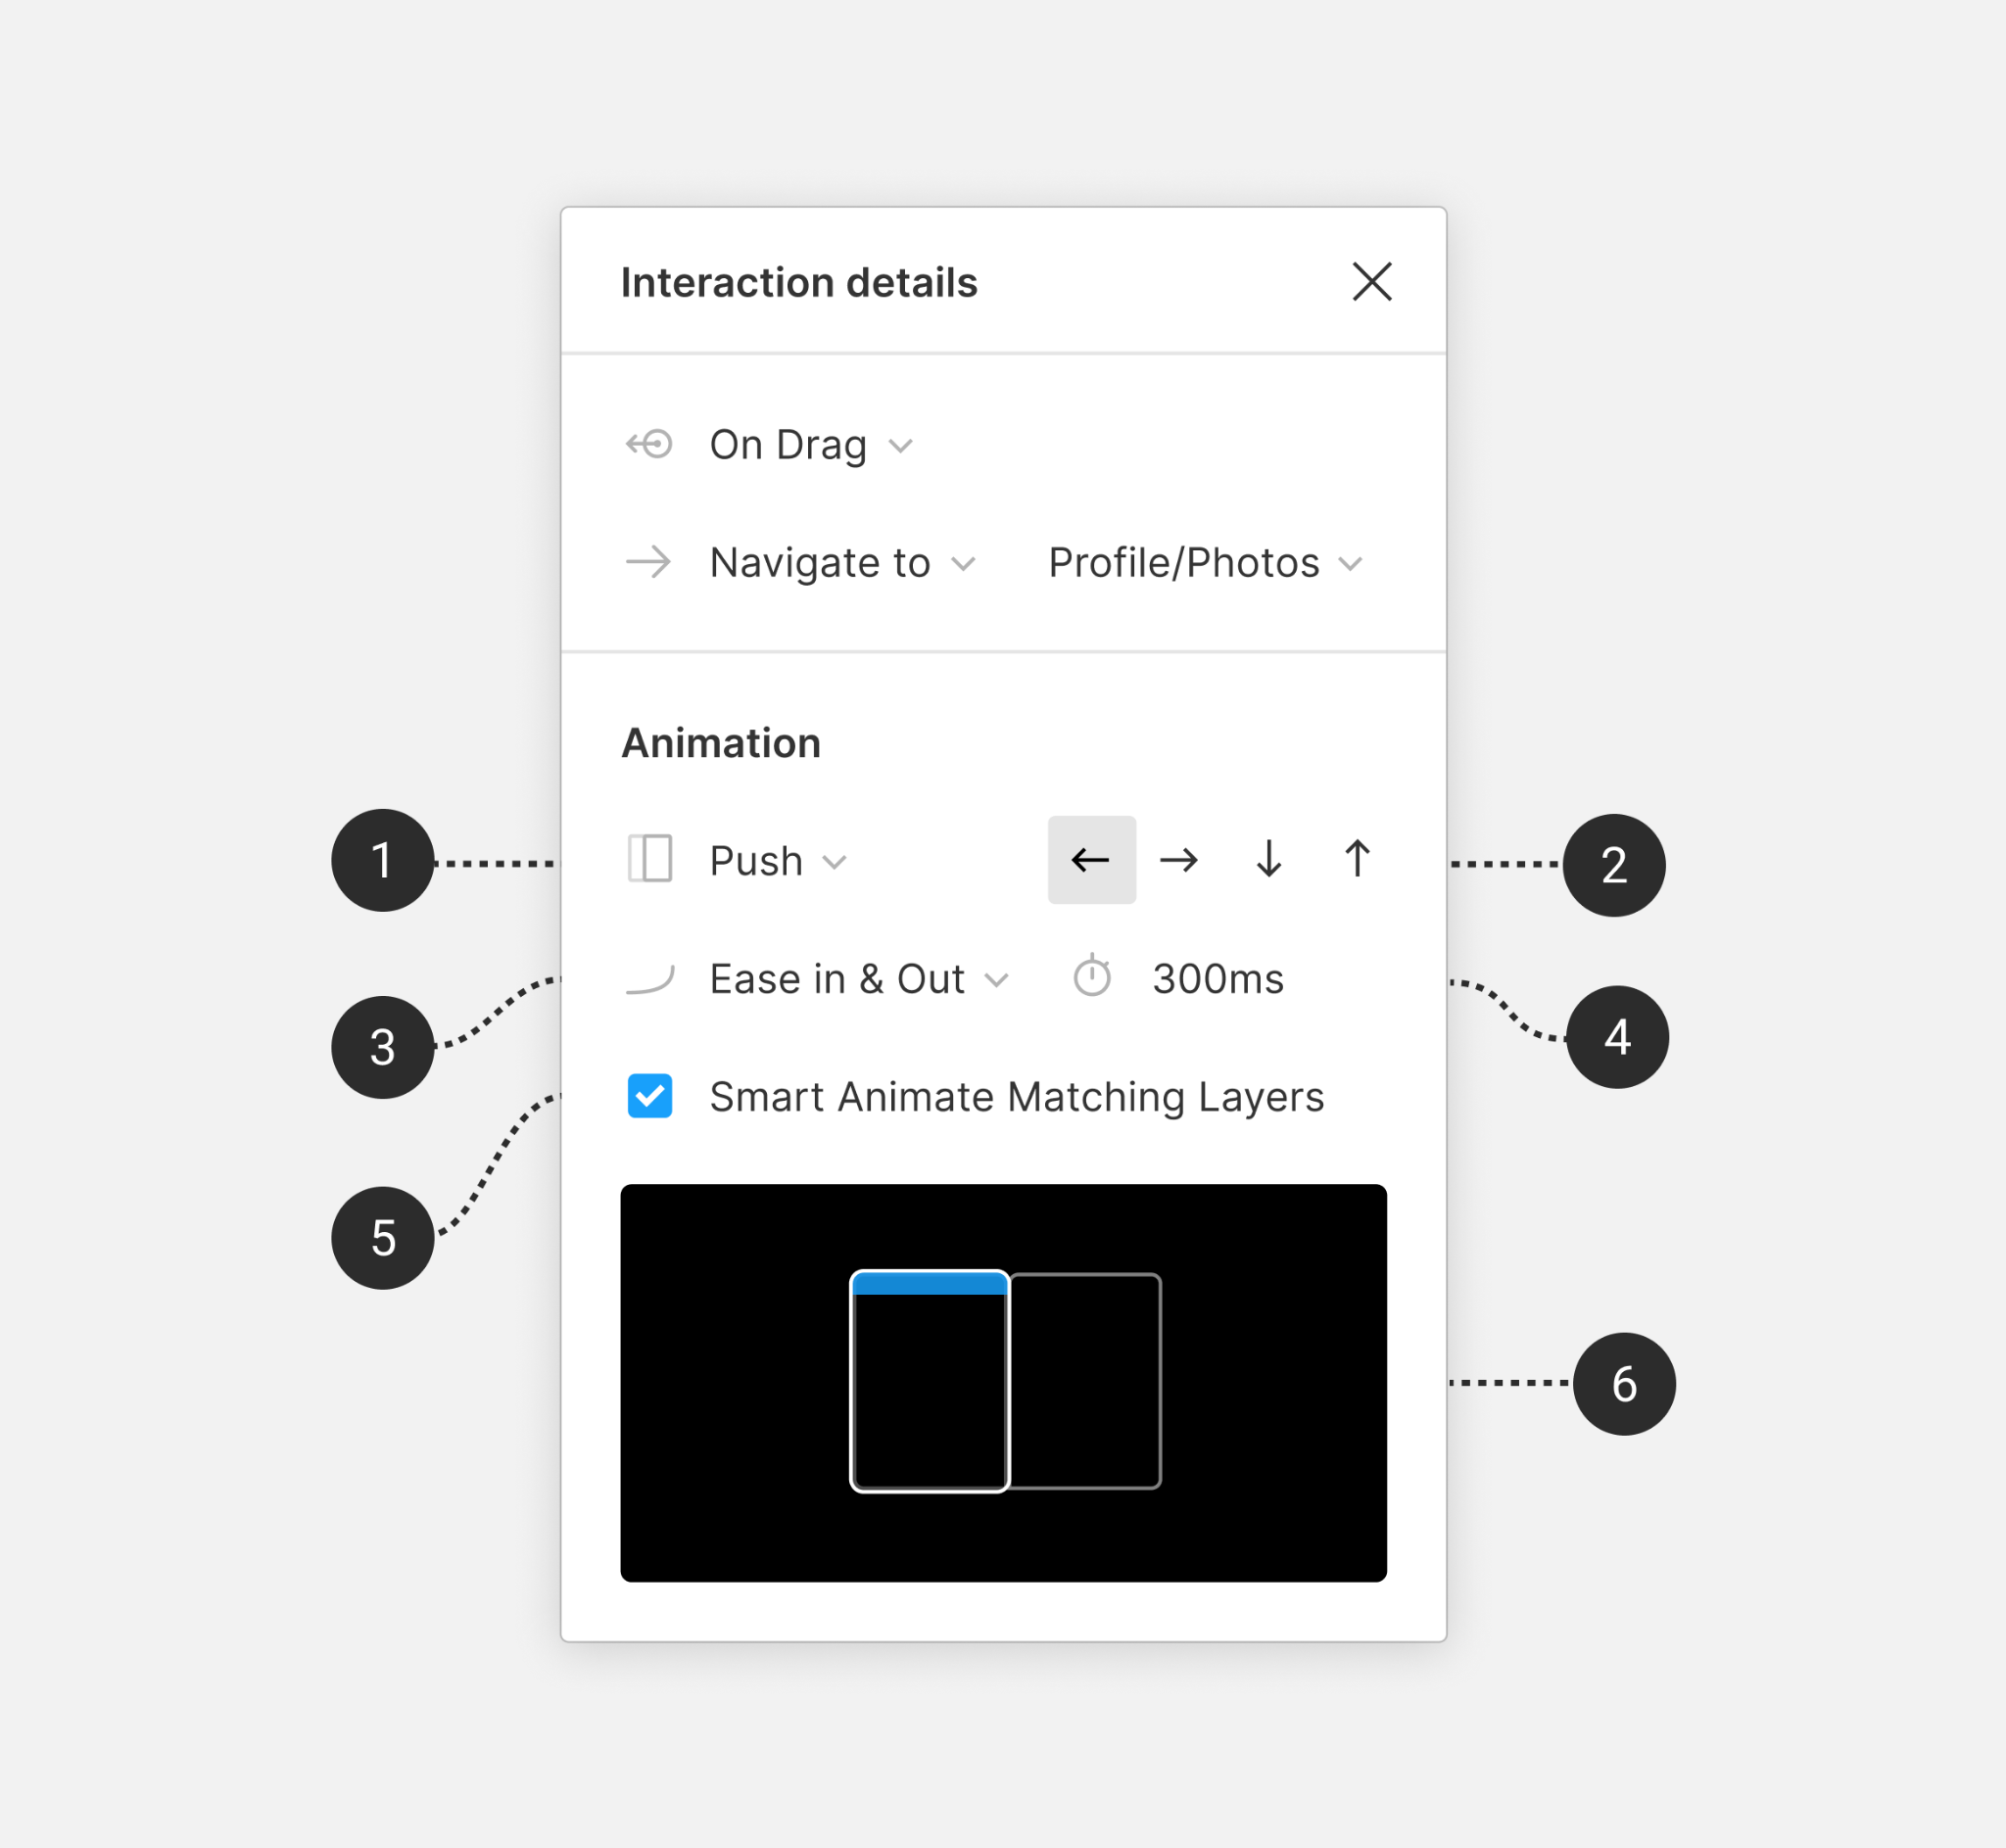 Interaction details
On Drag
Navigate to Profile/Photos
Animation
1 Push 2
3 Ease in & Out 300ms 4
Smart Animate Matching Layers
5
6